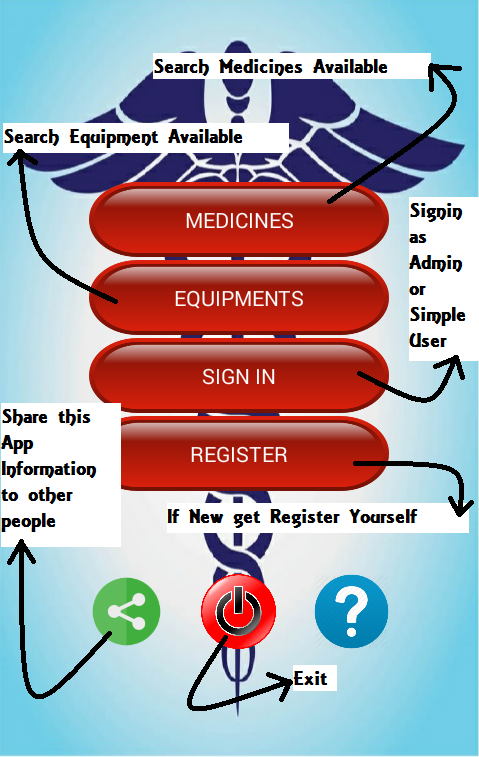 Search Medicines Available
Search Equipment Available
MEDICINES
Signin
as
Admin
or
Simple
User
EQUIPMENTS
SIGN IN
Share this
App
Information
to other
people
REGISTER
If New get Register Yourself
?
Exit